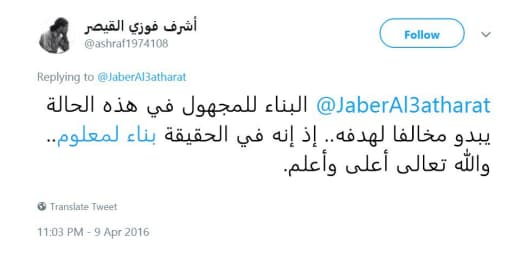 أشرف فوزي القيصر
@ashraf1974108
Follow
Replying to @JaberAl3atharat
@JaberAl3atharat البناء للمجهول في هذه الحالة
يبدو مخالفا لهدفه.. إذ إنه في الحقيقة بناء لمعلوم..
والله تعالى أعلى وأعلم.
Translate Tweet
11:03 PM - 9 Apr 2016